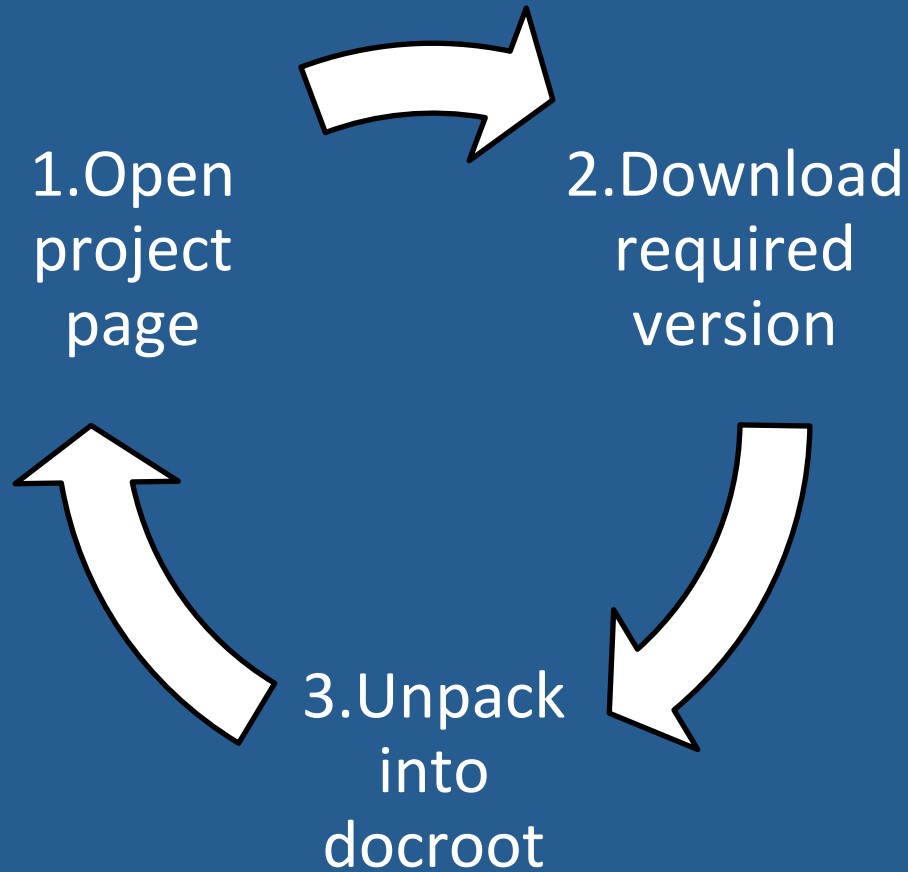 1.Open
project
page
2.Download
required
version
3.Unpack
into
docroot